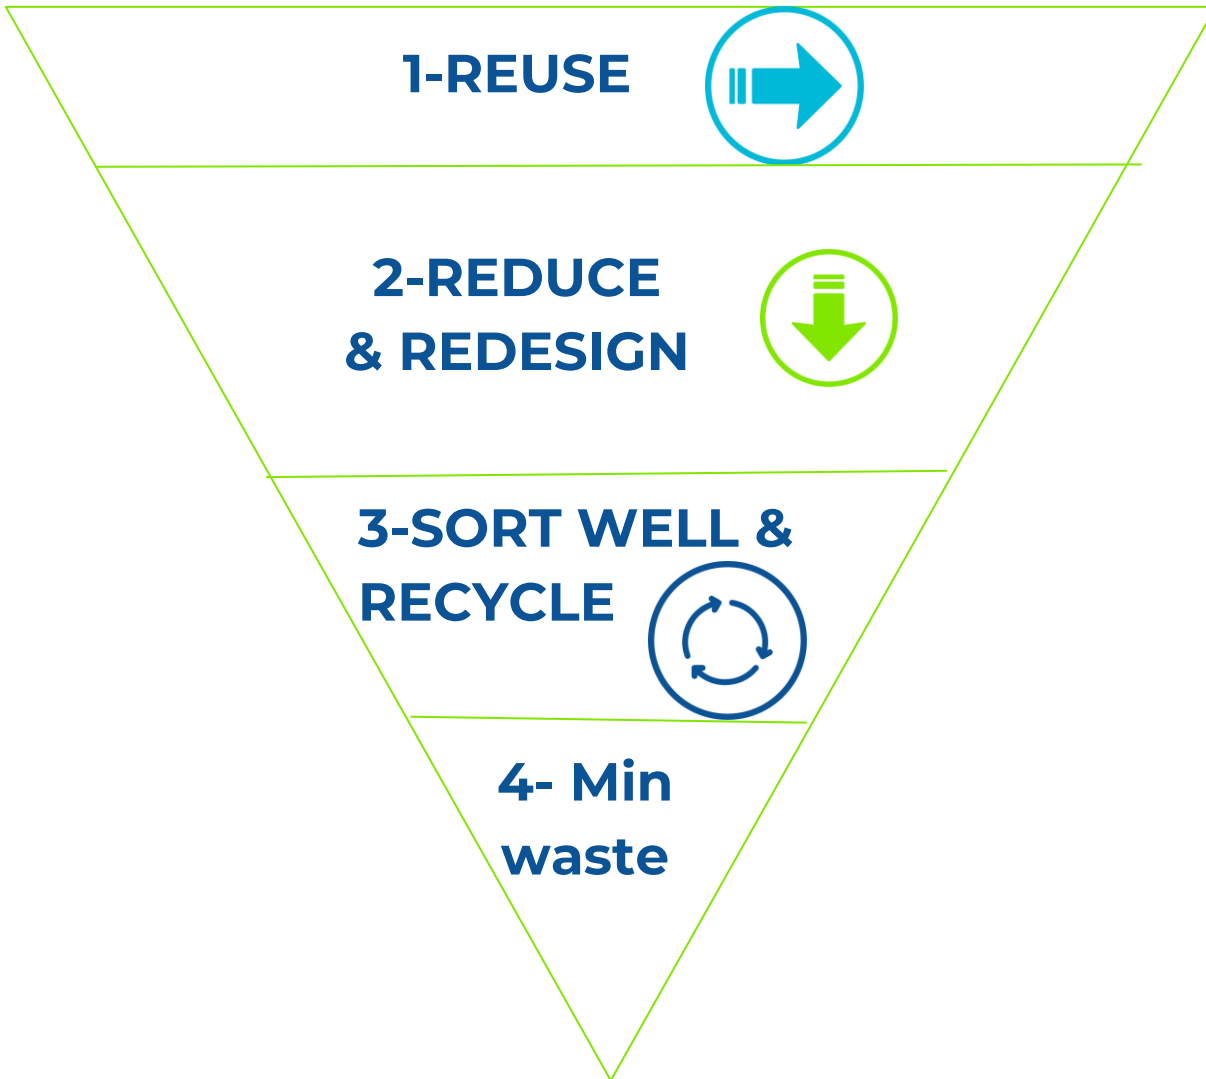 1-REUSE
2-REDUCE
& REDESIGN
3-SORT WELL &
RECYCLE
4- Min
waste